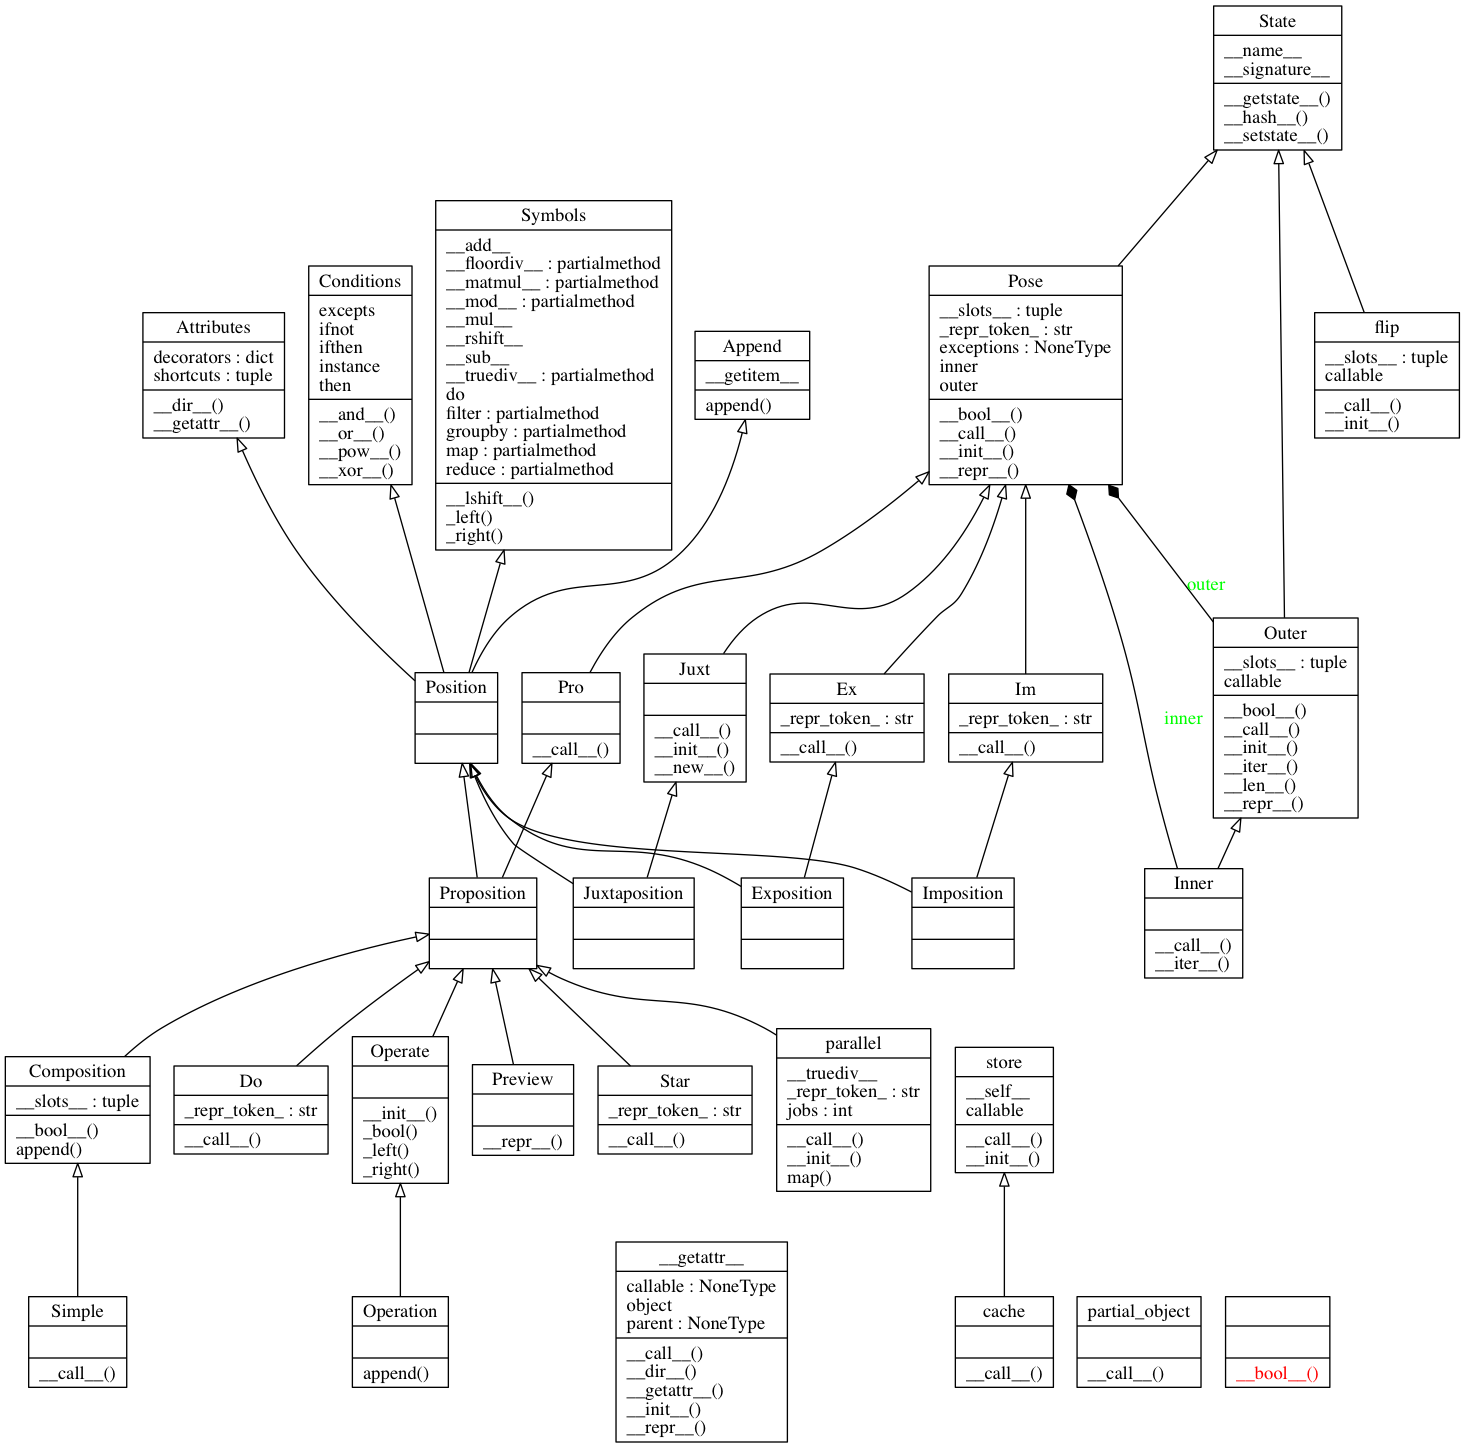 State
__name__
__signature__
__getstate__()
__hash__()
__setstate__()
Symbols
__add__
__floordiv__ : partialmethod
__matmul__ : partialmethod
__mod__ : partialmethod
__mul__
__rshift__
__sub__
__truediv__ : partialmethod
do
filter : partialmethod
groupby : partialmethod
map : partialmethod
reduce : partialmethod
__lshift__()
_left()
_right()
Conditions
excepts
ifnot
ifthen
instance
then
__and__()
__or__()
__pow__()
__xor__()
Attributes
decorators : dict
shortcuts : tuple
__dir__()
__getattr__()
Append
__getitem__
append()
Pose
__slots__ : tuple
_repr_token_ : str
exceptions : NoneType
inner
outer
__bool__()
__call__()
__init__()
__repr__()
flip
__slots__ : tuple
callable
__call__()
__init__()
outer
inner
Position
Pro
__call__()
Juxt
__call__()
__init__()
__new__()
Ex
_repr_token_ : str
__call__()
Im
_repr_token_ : str
__call__()
Outer
__slots__ : tuple
callable
__bool__()
__call__()
__init__()
__iter__()
__len__()
__repr__()
Proposition
Juxtaposition
Exposition
Imposition
Inner
__call__()
__iter__()
Composition
__slots__ : tuple
__bool__()
append()
Do
_repr_token_ : str
__call__()
Operate
__init__()
_bool()
_left()
_right()
Preview
__repr__()
Star
_repr_token_ : str
__call__()
parallel
__truediv__
_repr_token_ : str
jobs : int
__call__()
__init__()
map()
store
__self__
callable
__call__()
__init__()
Simple
__call__()
Operation
append()
__getattr__
callable : NoneType
object
parent : NoneType
__call__()
__dir__()
__getattr__()
__init__()
__repr__()
cache
__call__()
partial_object
__call__()
__bool__()